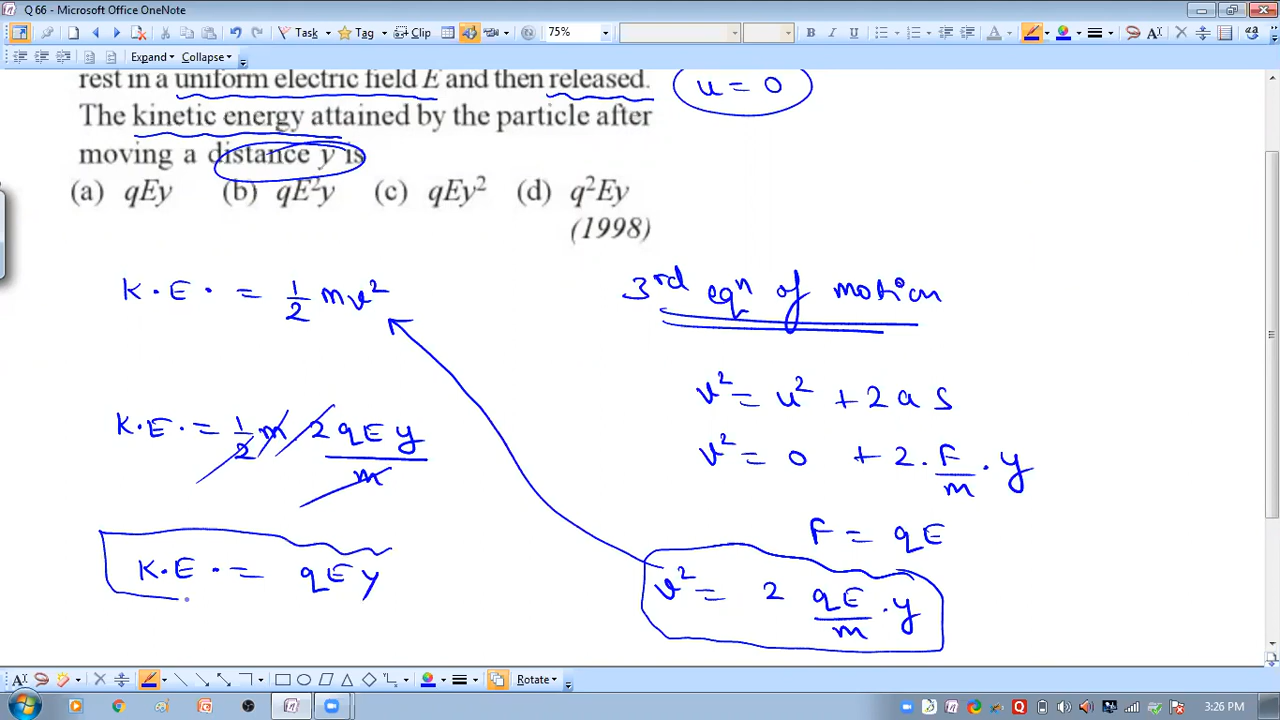 Q 66 - Microsoft OneNote
75% Task Tag Clip B I U A
Expand Collapse
rest in a uniform electric field E and then released.
u = 0
The kinetic energy attained by the particle after
moving a distance y is
(a) qEy (b) qE²y (c) qEy² (d) q²Ey
(1998)
K.E. = 1/2 mv²
3rd eqn of motion
v² = u² + 2 a s
K.E. = 1/2 m 2 qEy/m
v² = 0 + 2 . F/m . y
F = qE
K.E. = qEy
v² = 2 qE/m . y
Rotate
3:26 PM